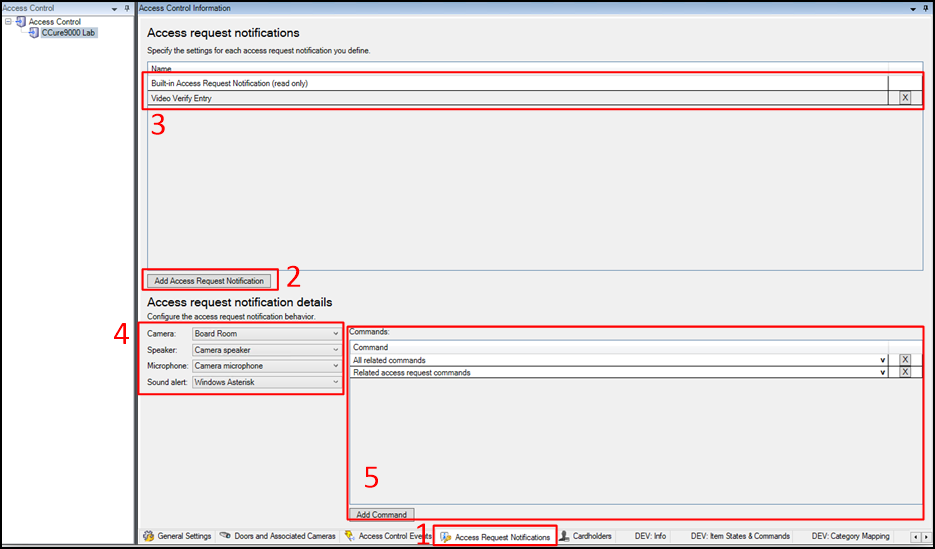 Access Control
Access Control
CCure9000 Lab
Access Control Information
Access request notifications
Specify the settings for each access request notification you define.
Name
Built-in Access Request Notification (read only)
Video Verify Entry
X
3
Add Access Request Notification
2
Access request notification details
Configure the access request notification behavior.
4
Camera: Board Room
Speaker: Camera speaker
Microphone: Camera microphone
Sound alert: Windows Asterisk
Commands:
Command
All related commands v X
Related access request commands v X
5
Add Command
1
General Settings Doors and Associated Cameras Access Control Events Access Request Notifications Cardholders DEV: Info DEV: Item States & Commands DEV: Category Mapping